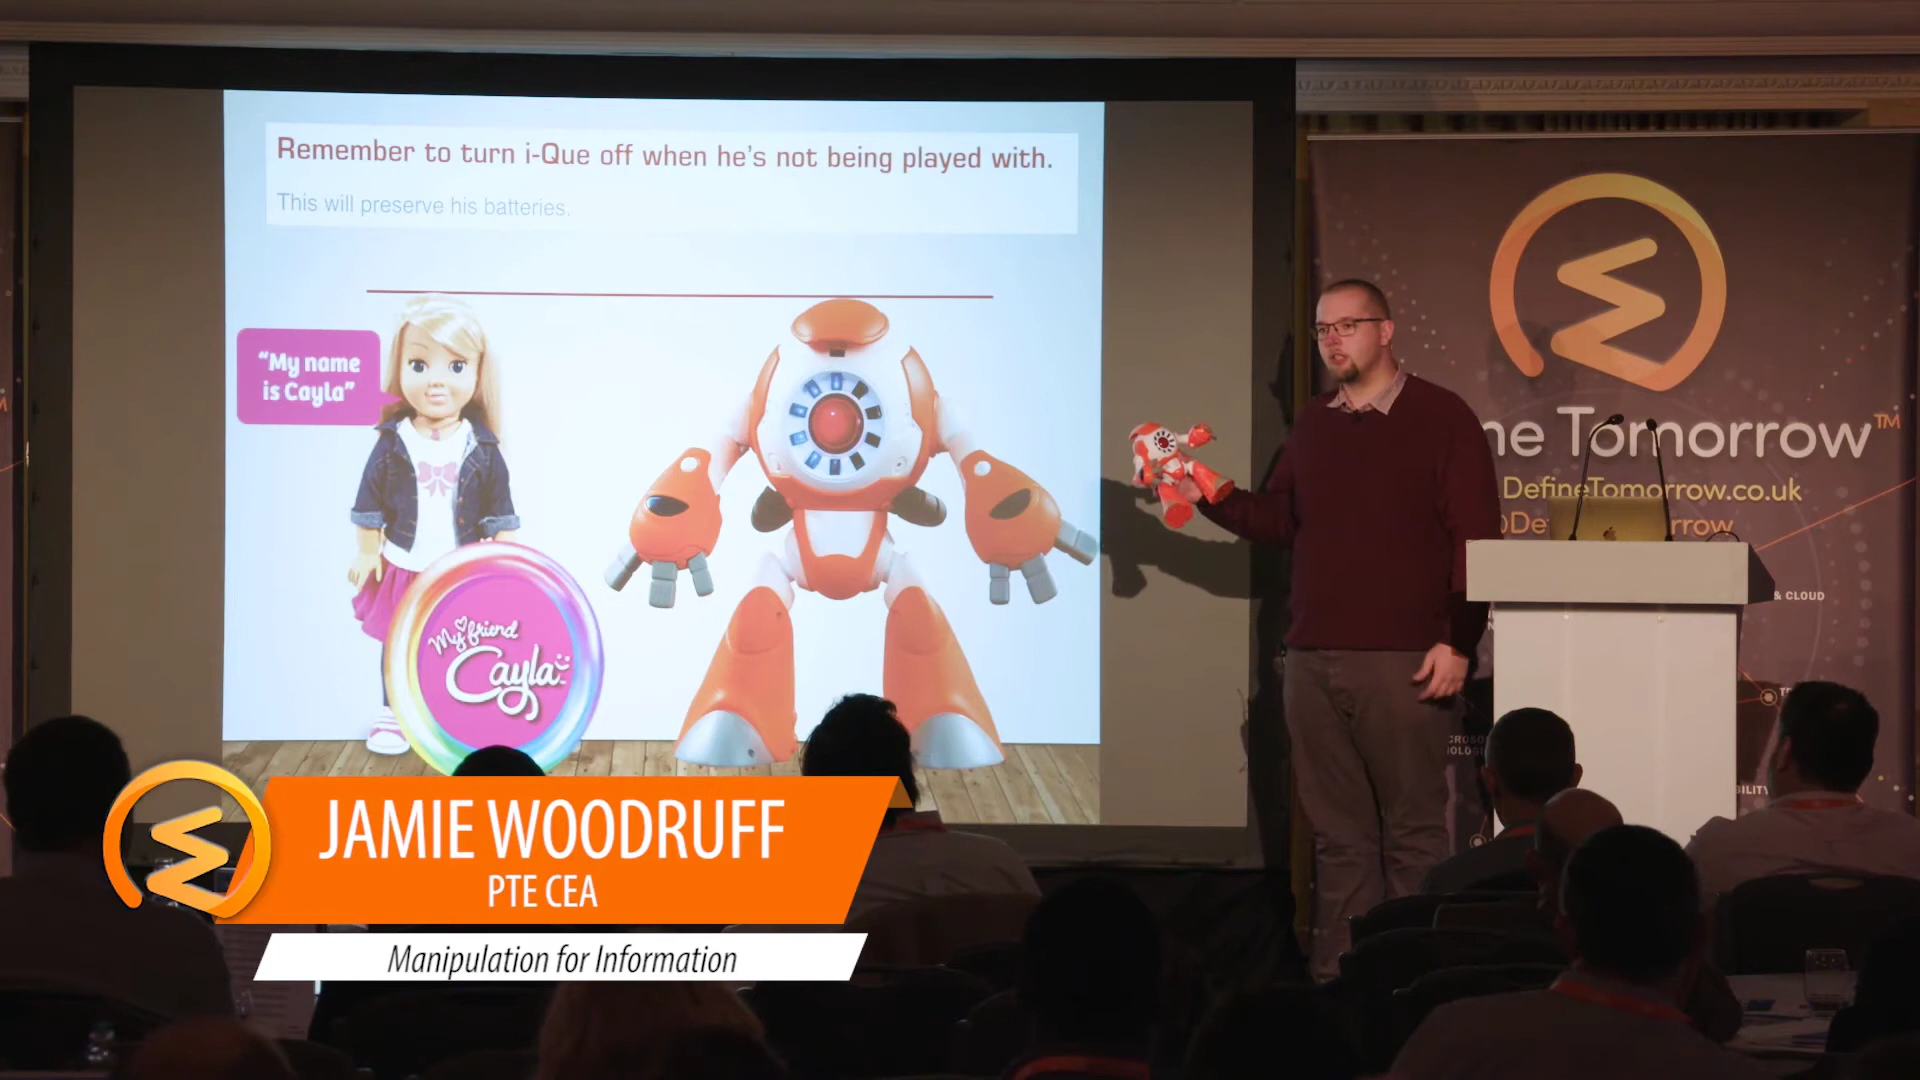 Remember to turn i-Que off when he's not being played with.
This will preserve his batteries.
"My name
is Cayla"
My friend
Cayla
ne Tomorrow™
DefineTomorrow.co.uk
@De rrow
& CLOUD
JAMIE WOODRUFF
PTE CEA
Manipulation for Information